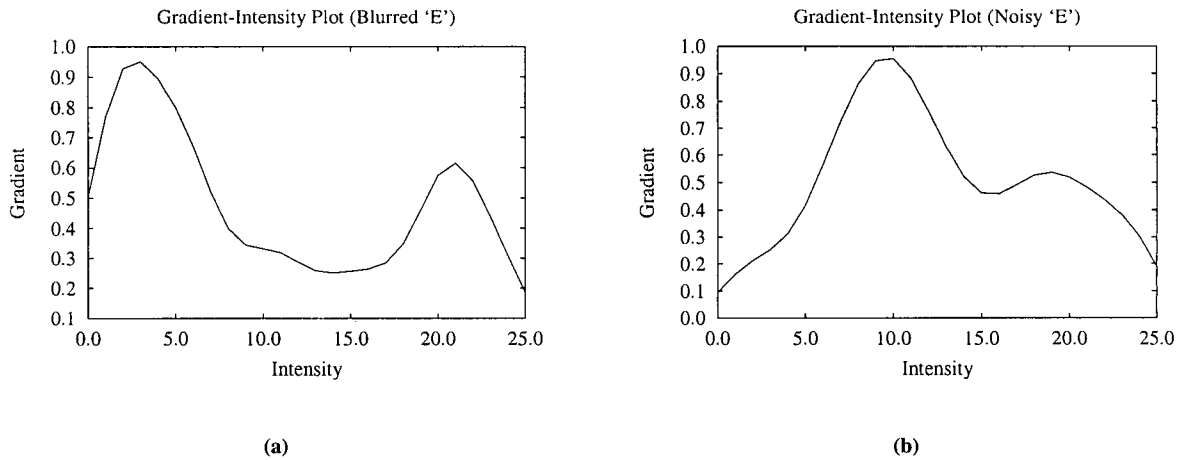 Gradient-Intensity Plot (Blurred ‘E’)
1.0
0.9
0.8
0.7
0.6
0.5
0.4
0.3
0.2
0.1
Gradient
0.0 5.0 10.0 15.0 20.0 25.0
Intensity
(a)
Gradient-Intensity Plot (Noisy ‘E’)
1.0
0.9
0.8
0.7
0.6
0.5
0.4
0.3
0.2
0.1
0.0
Gradient
0.0 5.0 10.0 15.0 20.0 25.0
Intensity
(b)